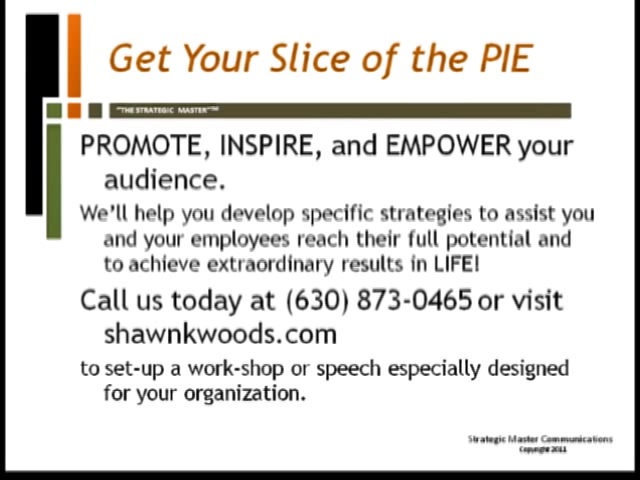 Get Your Slice of the PIE
"THE STRATEGIC MASTER"™
PROMOTE, INSPIRE, and EMPOWER your
audience.
We'll help you develop specific strategies to assist you
and your employees reach their full potential and
to achieve extraordinary results in LIFE!
Call us today at (630) 873-0465 or visit
shawnkwoods.com
to set-up a work-shop or speech especially designed
for your organization.
Strategic Master Communications
Copyright 2011